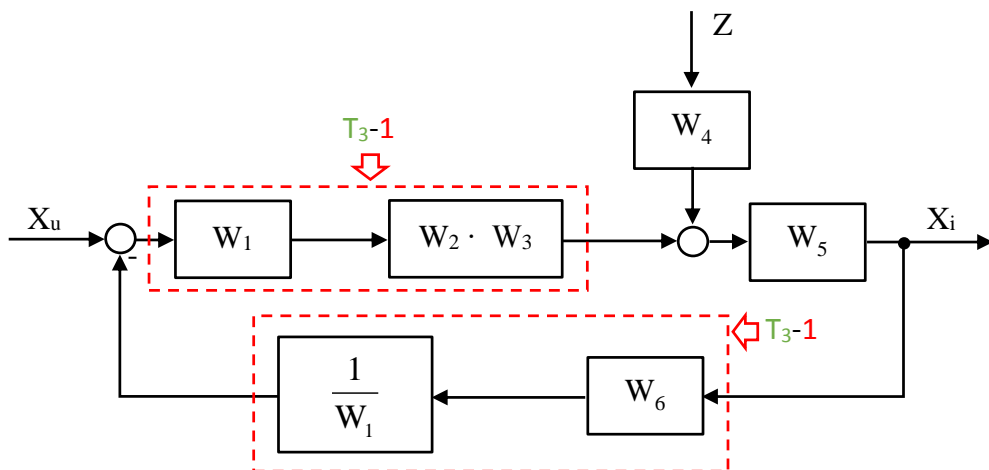 Z
W₄
T₃-1
Xᵤ
W₁
W₂ · W₃
W₅
Xᵢ
-
T₃-1
1
W₁
W₆